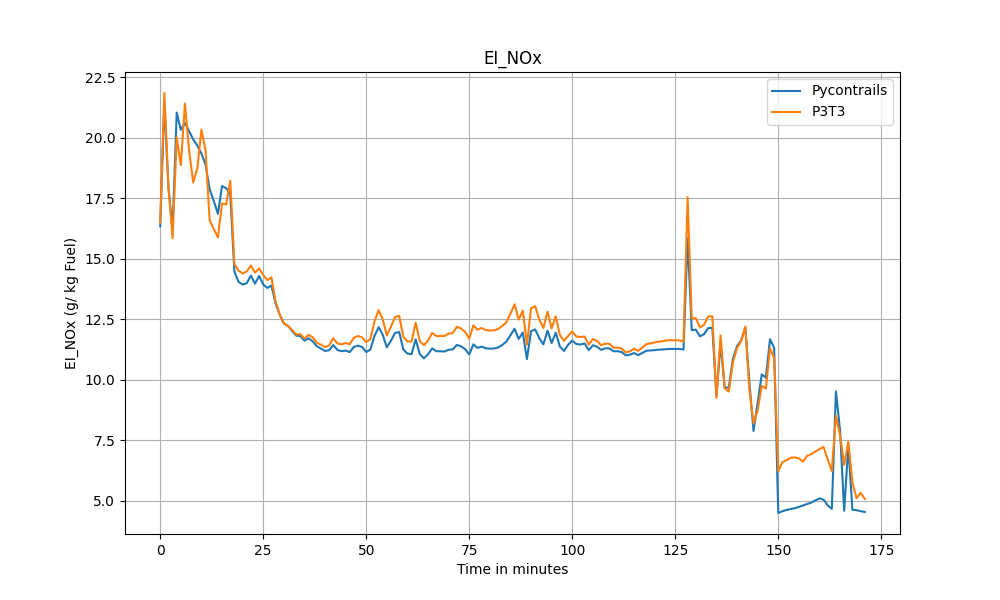 EI_NOx
Pycontrails
P3T3
EI_NOx (g/ kg Fuel)
22.5
20.0
17.5
15.0
12.5
10.0
7.5
5.0
0 25 50 75 100 125 150 175
Time in minutes